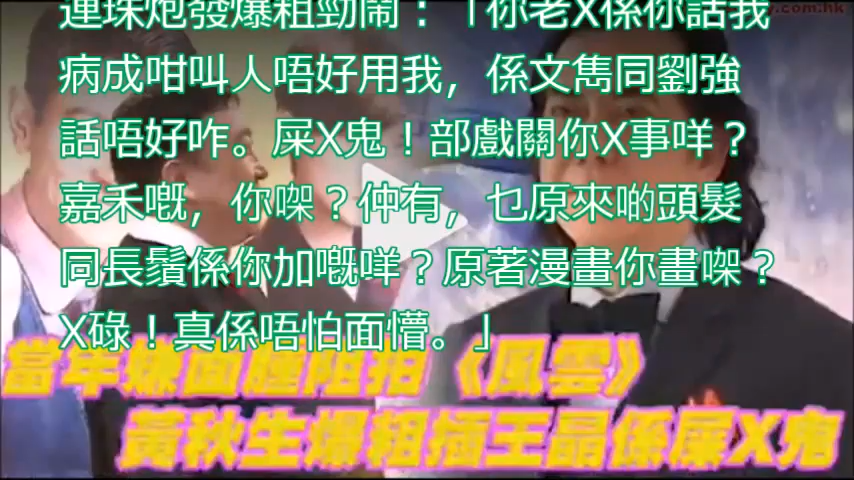 連珠炮發爆粗勁鬧：「你老X係你話我
病成咁叫人唔好用我，係文雋同劉強
話唔好咋。屎X鬼！部戲關你X事咩？
嘉禾嘅，你㗎？仲有，乜原來啲頭髮
同長鬚係你加嘅咩？原著漫畫你畫㗎？
X碌！真係唔怕面懵。」
當年嫌面腫阻拍《風雲》
黃秋生爆粗插王晶係屎X鬼